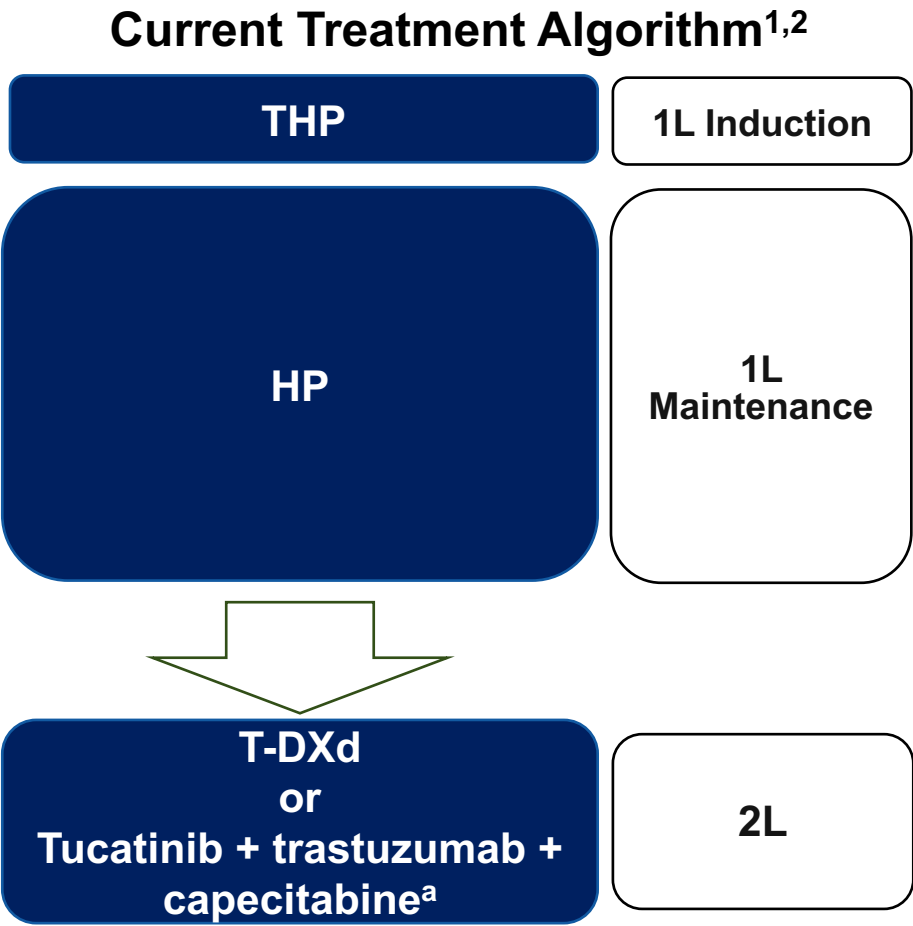 Current Treatment Algorithm¹,²
THP
1L Induction
HP
1L
Maintenance
T-DXd
or
Tucatinib + trastuzumab +
capecitabineᵃ
2L